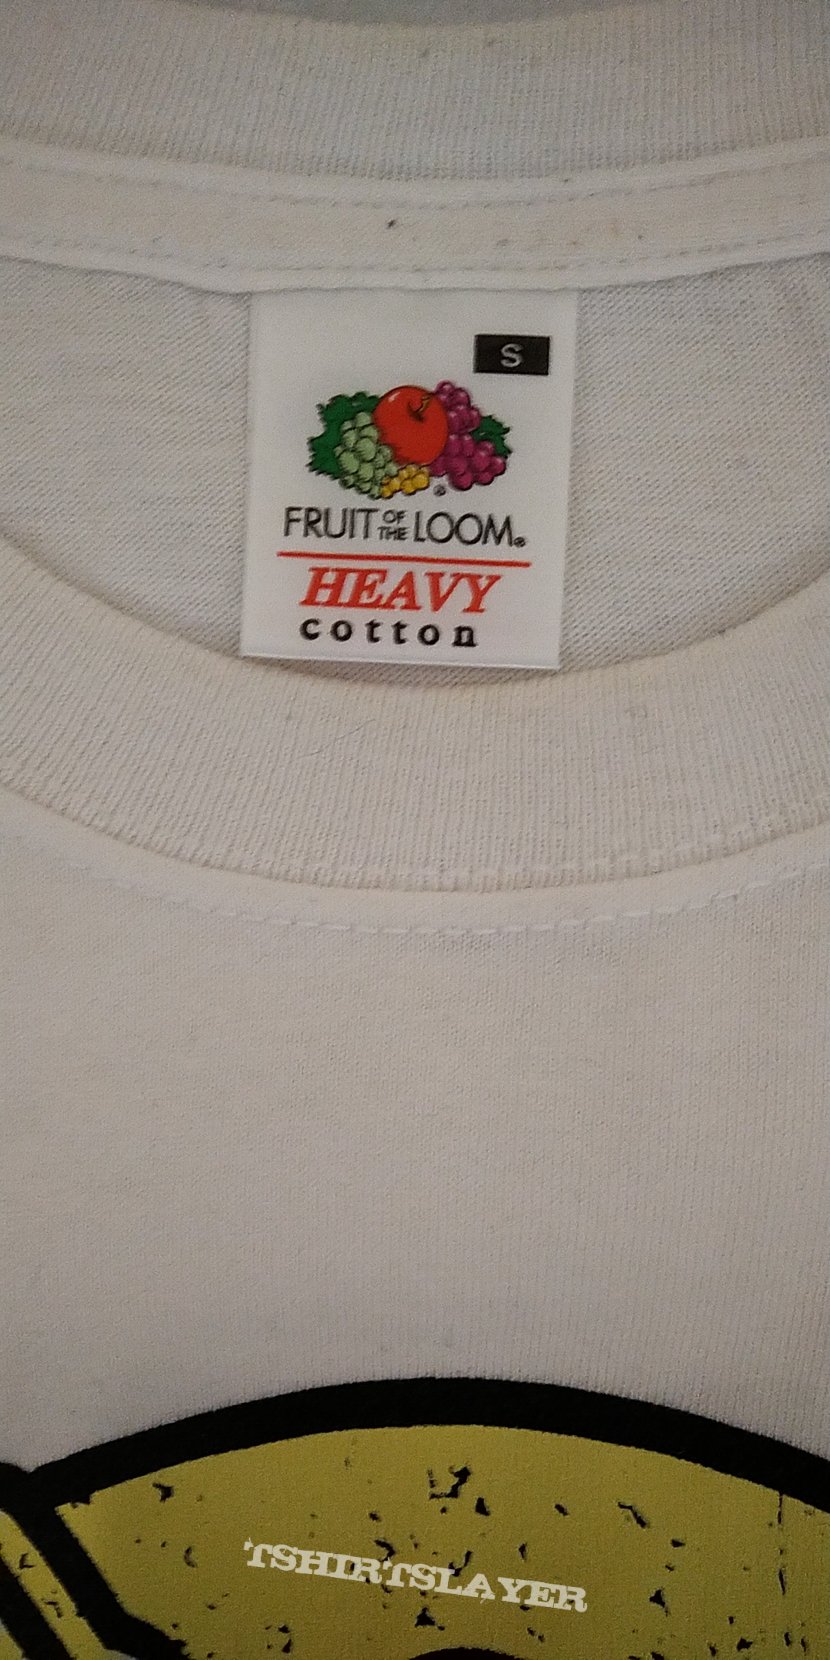 S
FRUIT OF THE LOOM®
HEAVY
cotton
TSHIRTSLAYER